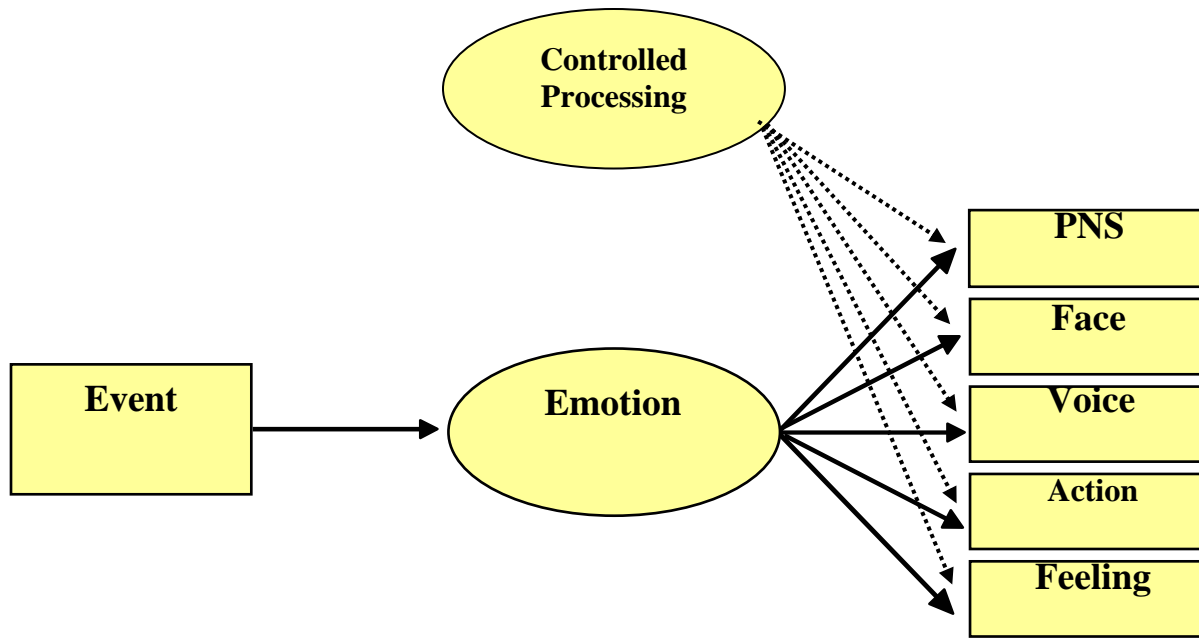 Controlled
Processing
PNS
Face
Event
Emotion
Voice
Action
Feeling